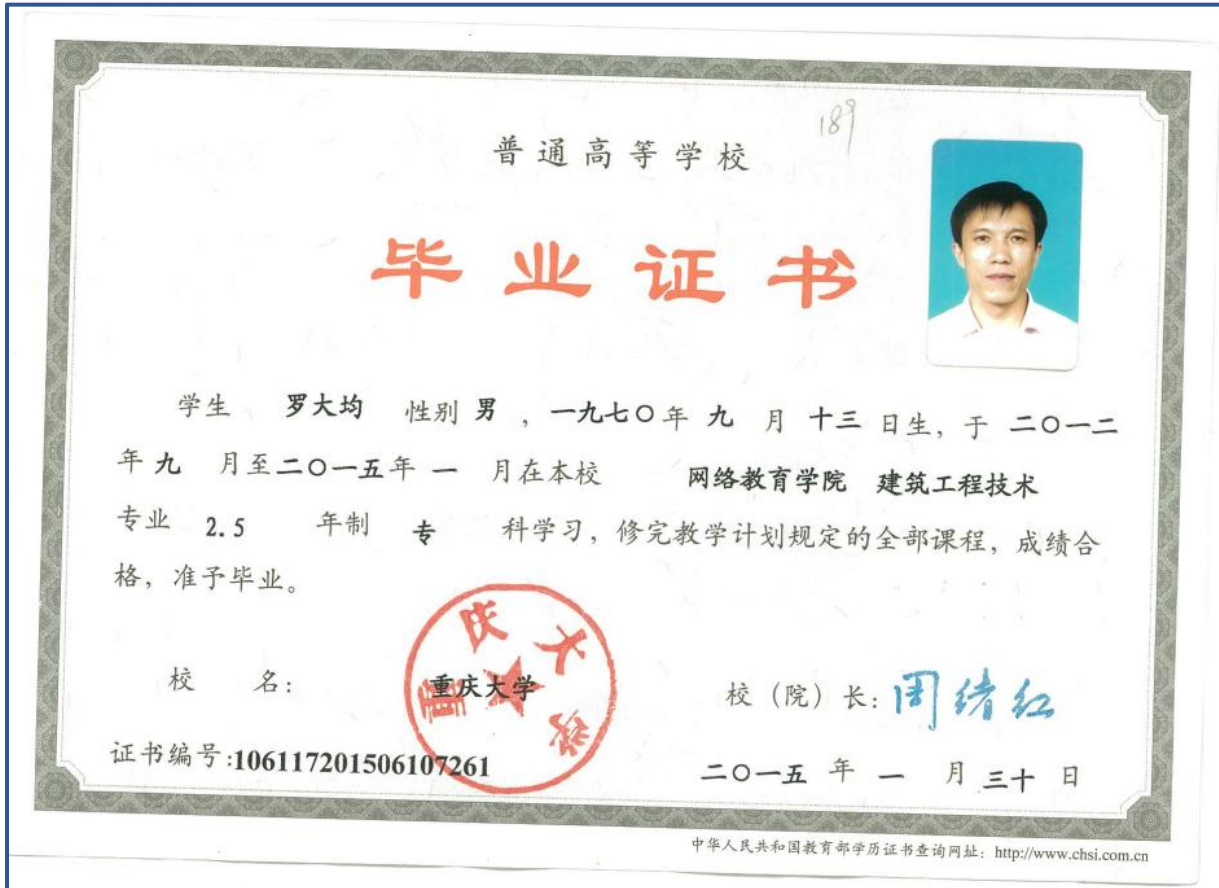 189
普通高等学校
毕业证书
学生 罗大均 性别 男 ，一九七〇年 九 月 十三 日生，于 二〇一二
年 九 月至二〇一五年 一 月在本校 网络教育学院 建筑工程技术
专业 2.5 年制 专 科学习，修完教学计划规定的全部课程，成绩合
格，准予毕业。
校 名： 重庆大学
重庆大学
校（院）长：周绪红
证书编号:106117201506107261
二〇一五 年 一 月 三十 日
中华人民共和国教育部学历证书查询网址：http://www.chsi.com.cn